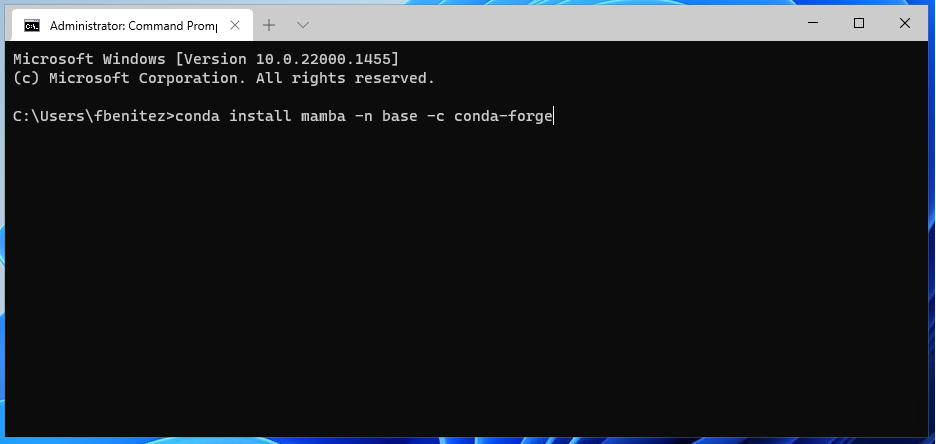 Administrator: Command Promp
Microsoft Windows [Version 10.0.22000.1455]
(c) Microsoft Corporation. All rights reserved.
C:\Users\fbenitez>conda install mamba -n base -c conda-forge